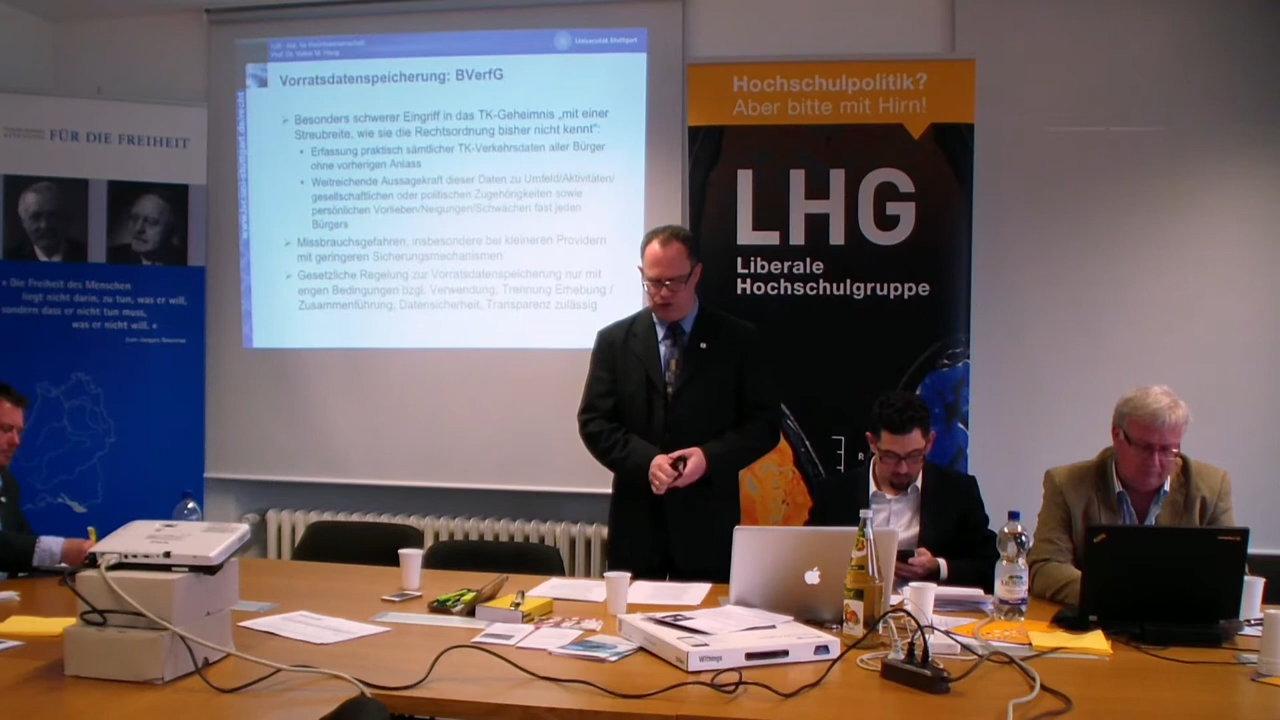 FÜR DIE FREIHEIT
« Die Freiheit des Menschen
liegt nicht darin, zu tun, was er will,
sondern dass er nicht tun muss,
was er nicht will. «
Universität Stuttgart
Vorratsdatenspeicherung: BVerfG
Besonders schwerer Eingriff in das TK-Geheimnis „mit einer
Streubreite, wie sie die Rechtsordnung bisher nicht kennt“:
Erfassung praktisch sämtlicher TK-Verkehrsdaten aller Bürger
ohne vorherigen Anlass
Weitreichende Aussagekraft dieser Daten zu Umfeld/Aktivitäten/
gesellschaftlichen oder politischen Zugehörigkeiten sowie
persönlichen Vorlieben/Neigungen/Schwächen fast jeden
Bürgers
Missbrauchsgefahren, insbesondere bei kleineren Providern
mit geringeren Sicherungsmechanismen
Gesetzliche Regelung zur Vorratsdatenspeicherung nur mit
engen Bedingungen bzgl. Verwendung, Trennung Erhebung /
Zusammenführung, Datensicherheit, Transparenz zulässig
Hochschulpolitik?
Aber bitte mit Hirn!
LHG
Liberale
Hochschulgruppe
Withings